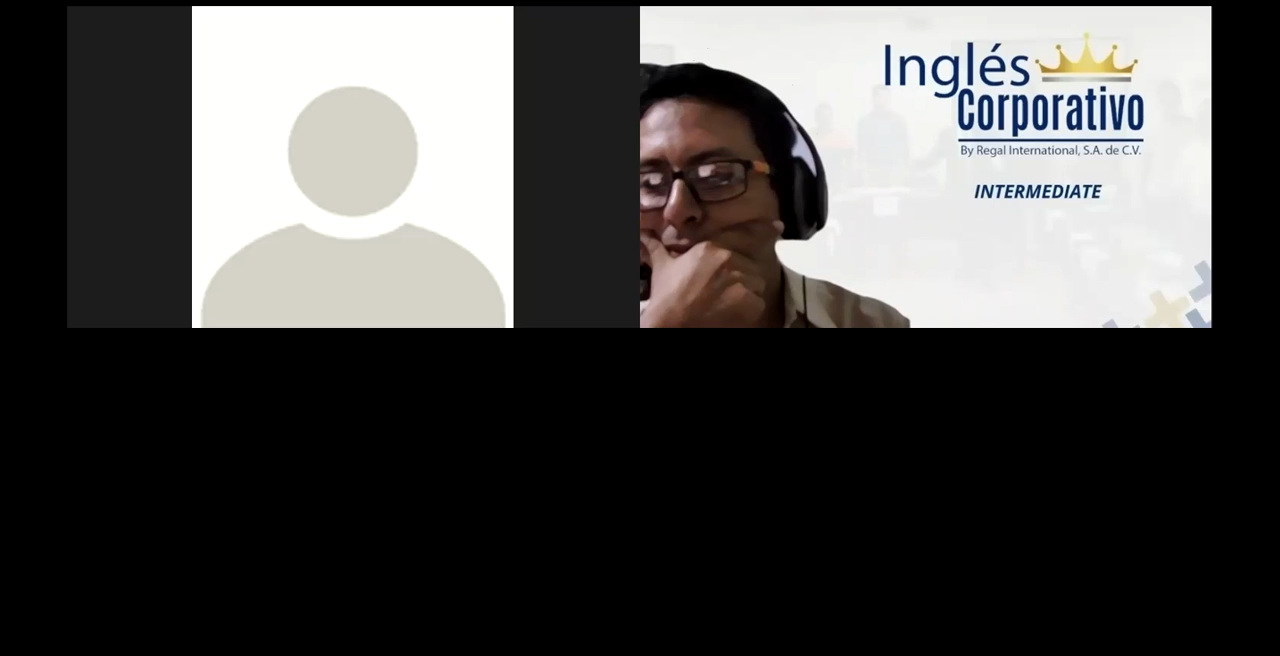 Inglés
Corporativo
By Regal International, S.A. de C.V.
INTERMEDIATE